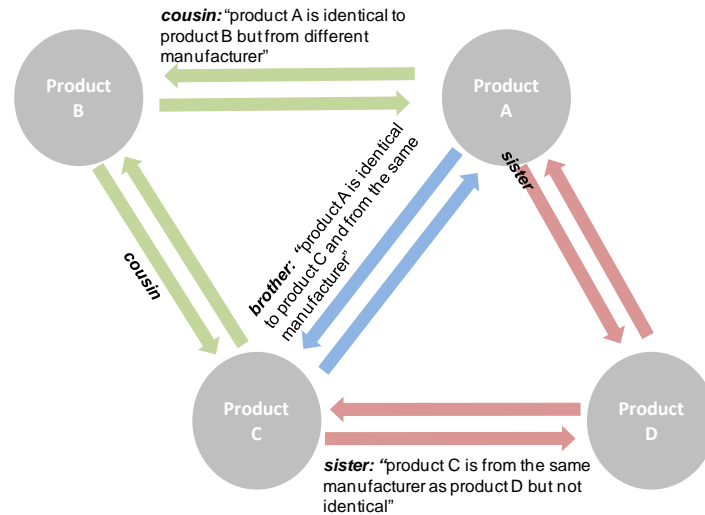 cousin: “product A is identical to
product B but from different
manufacturer”
Product
B
Product
A
sister
brother: “product A is identical
to product C and from the same
manufacturer”
cousin
Product
C
Product
D
sister: “product C is from the same
manufacturer as product D but not
identical”